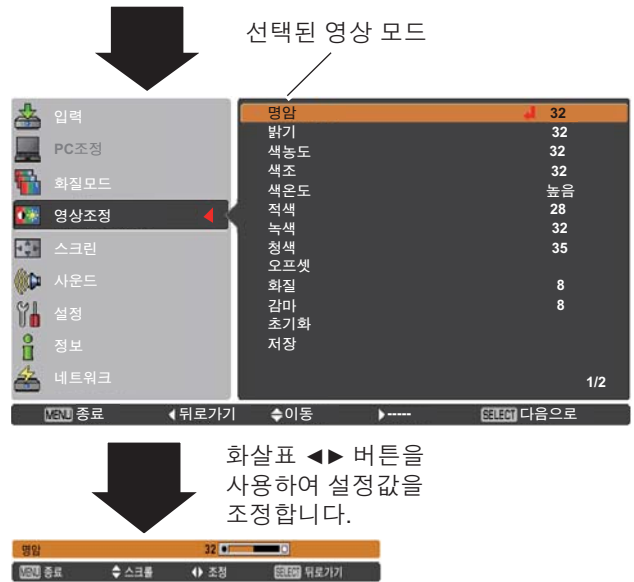 선택된 영상 모드
입력
PC조정
화질모드
영상조정
스크린
사운드
설정
정보
네트워크
명암 32
밝기 32
색농도 32
색조 32
색온도 높음
적색 28
녹색 32
청색 35
오프셋
화질 8
감마 8
초기화
저장
1/2
MENU 종료 ◀뒤로가기 이동 ▶----- SELECT 다음으로
화살표 ◀▶ 버튼을
사용하여 설정값을
조정합니다.
명암 32
MENU 종료 스크롤 조정 SELECT 뒤로가기